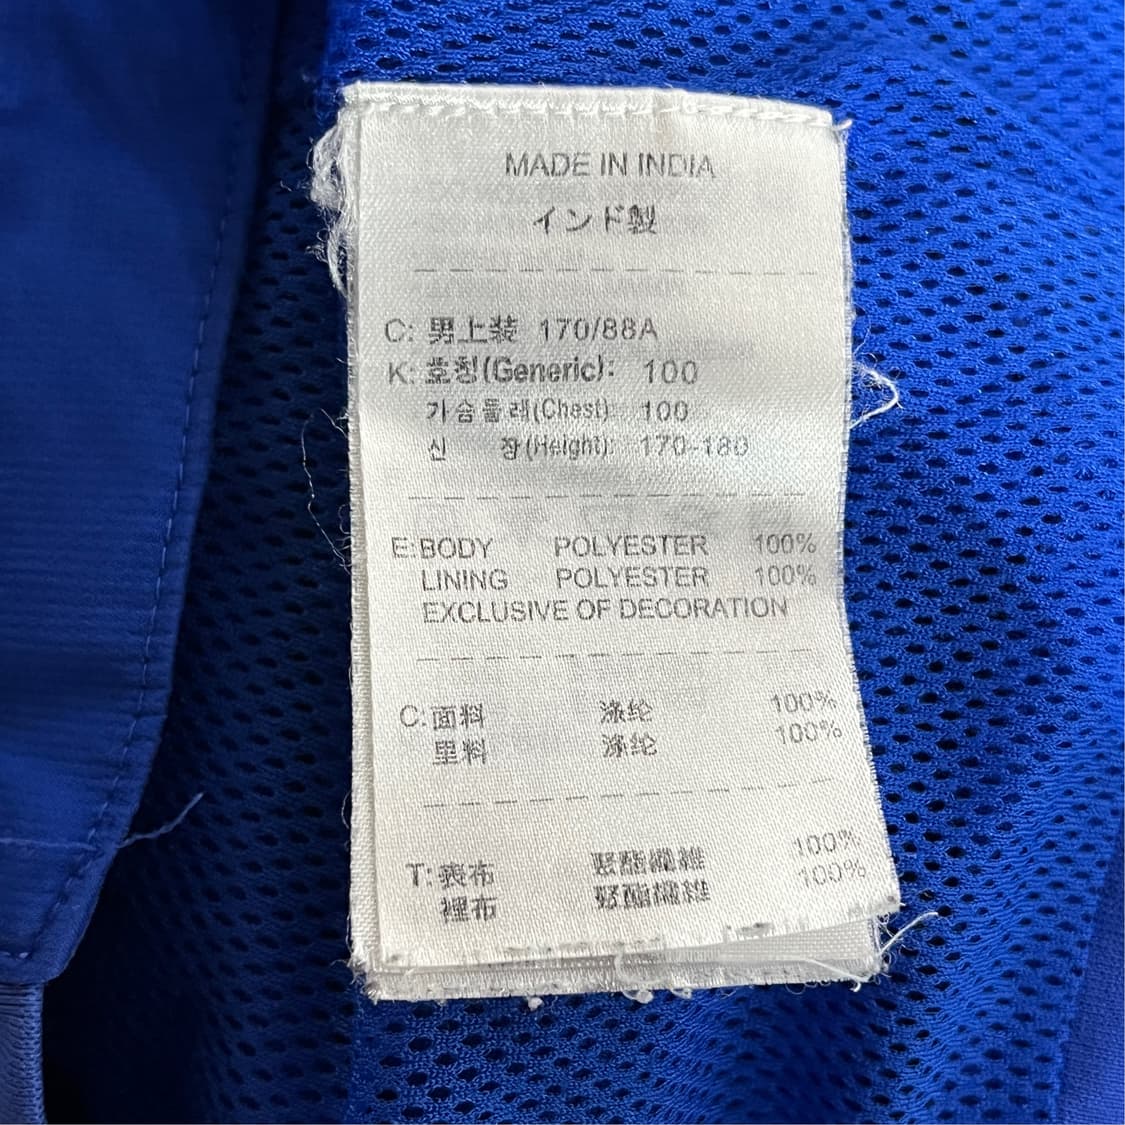 MADE IN INDIA
インド製
C: 男上装 170/88A
K: 호칭(Generic): 100
가슴둘레(Chest): 100
신 장(Height): 170-180
E:BODY POLYESTER 100%
LINING POLYESTER 100%
EXCLUSIVE OF DECORATION
C:面料 涤纶 100%
里料 涤纶 100%
T:表布 聚酯纖維 100%
裡布 聚酯纖維 100%